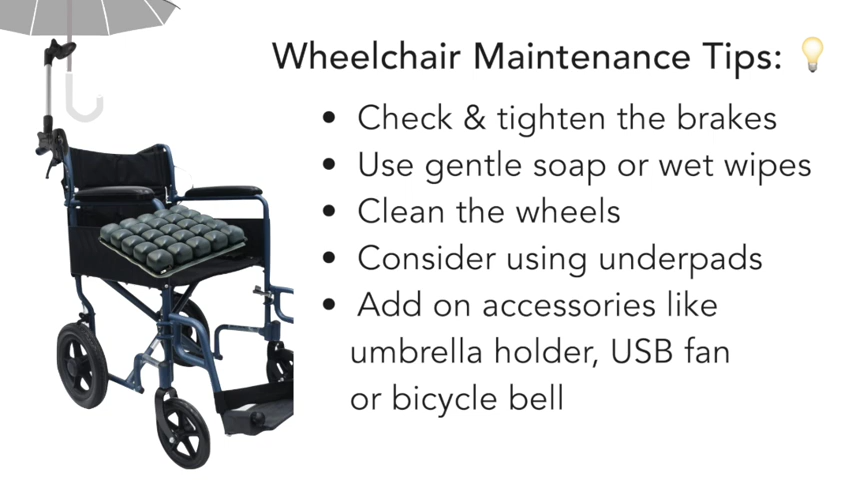 Wheelchair Maintenance Tips: 💡
• Check & tighten the brakes
• Use gentle soap or wet wipes
• Clean the wheels
• Consider using underpads
• Add on accessories like
umbrella holder, USB fan
or bicycle bell